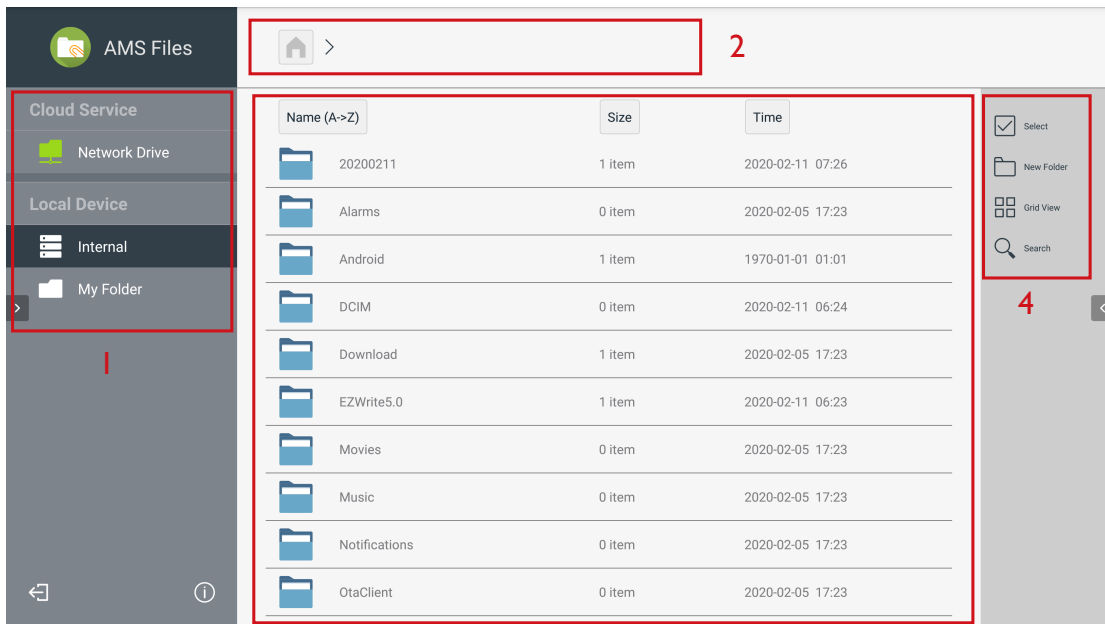 AMS Files
2
Cloud Service
Network Drive
Local Device
Internal
My Folder
1
Name (A->Z) Size Time
20200211 1 item 2020-02-11 07:26
Alarms 0 item 2020-02-05 17:23
Android 1 item 1970-01-01 01:01
DCIM 0 item 2020-02-11 06:24
Download 1 item 2020-02-05 17:23
EZWrite5.0 1 item 2020-02-11 06:23
Movies 0 item 2020-02-05 17:23
Music 0 item 2020-02-05 17:23
Notifications 0 item 2020-02-05 17:23
OtaClient 0 item 2020-02-05 17:23
Select
New Folder
Grid View
Search
4